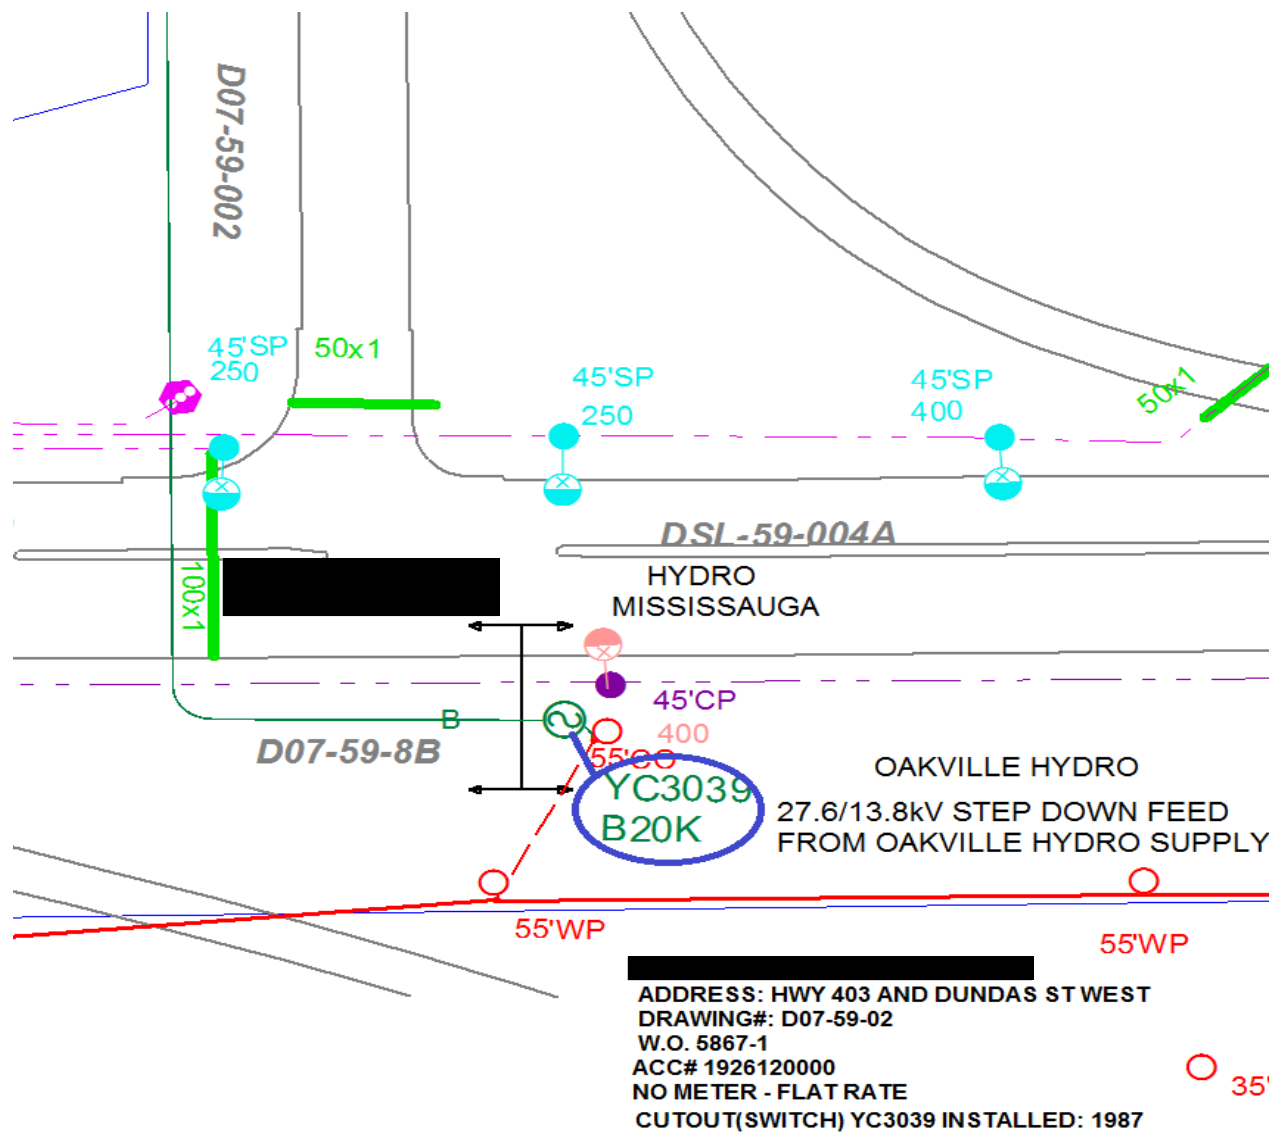 D07-59-002
45'SP
250
50x1
45'SP
250
45'SP
400
50x1
DSL-59-004A
100x1
HYDRO
MISSISSAUGA
45'CP
400
B
D07-59-8B
55'CO
YC3039
B20K
OAKVILLE HYDRO
27.6/13.8kV STEP DOWN FEED
FROM OAKVILLE HYDRO SUPPLY
55'WP
55'WP
ADDRESS: HWY 403 AND DUNDAS ST WEST
DRAWING#: D07-59-02
W.O. 5867-1
ACC# 1926120000
NO METER - FLAT RATE
CUTOUT(SWITCH) YC3039 INSTALLED: 1987
35'